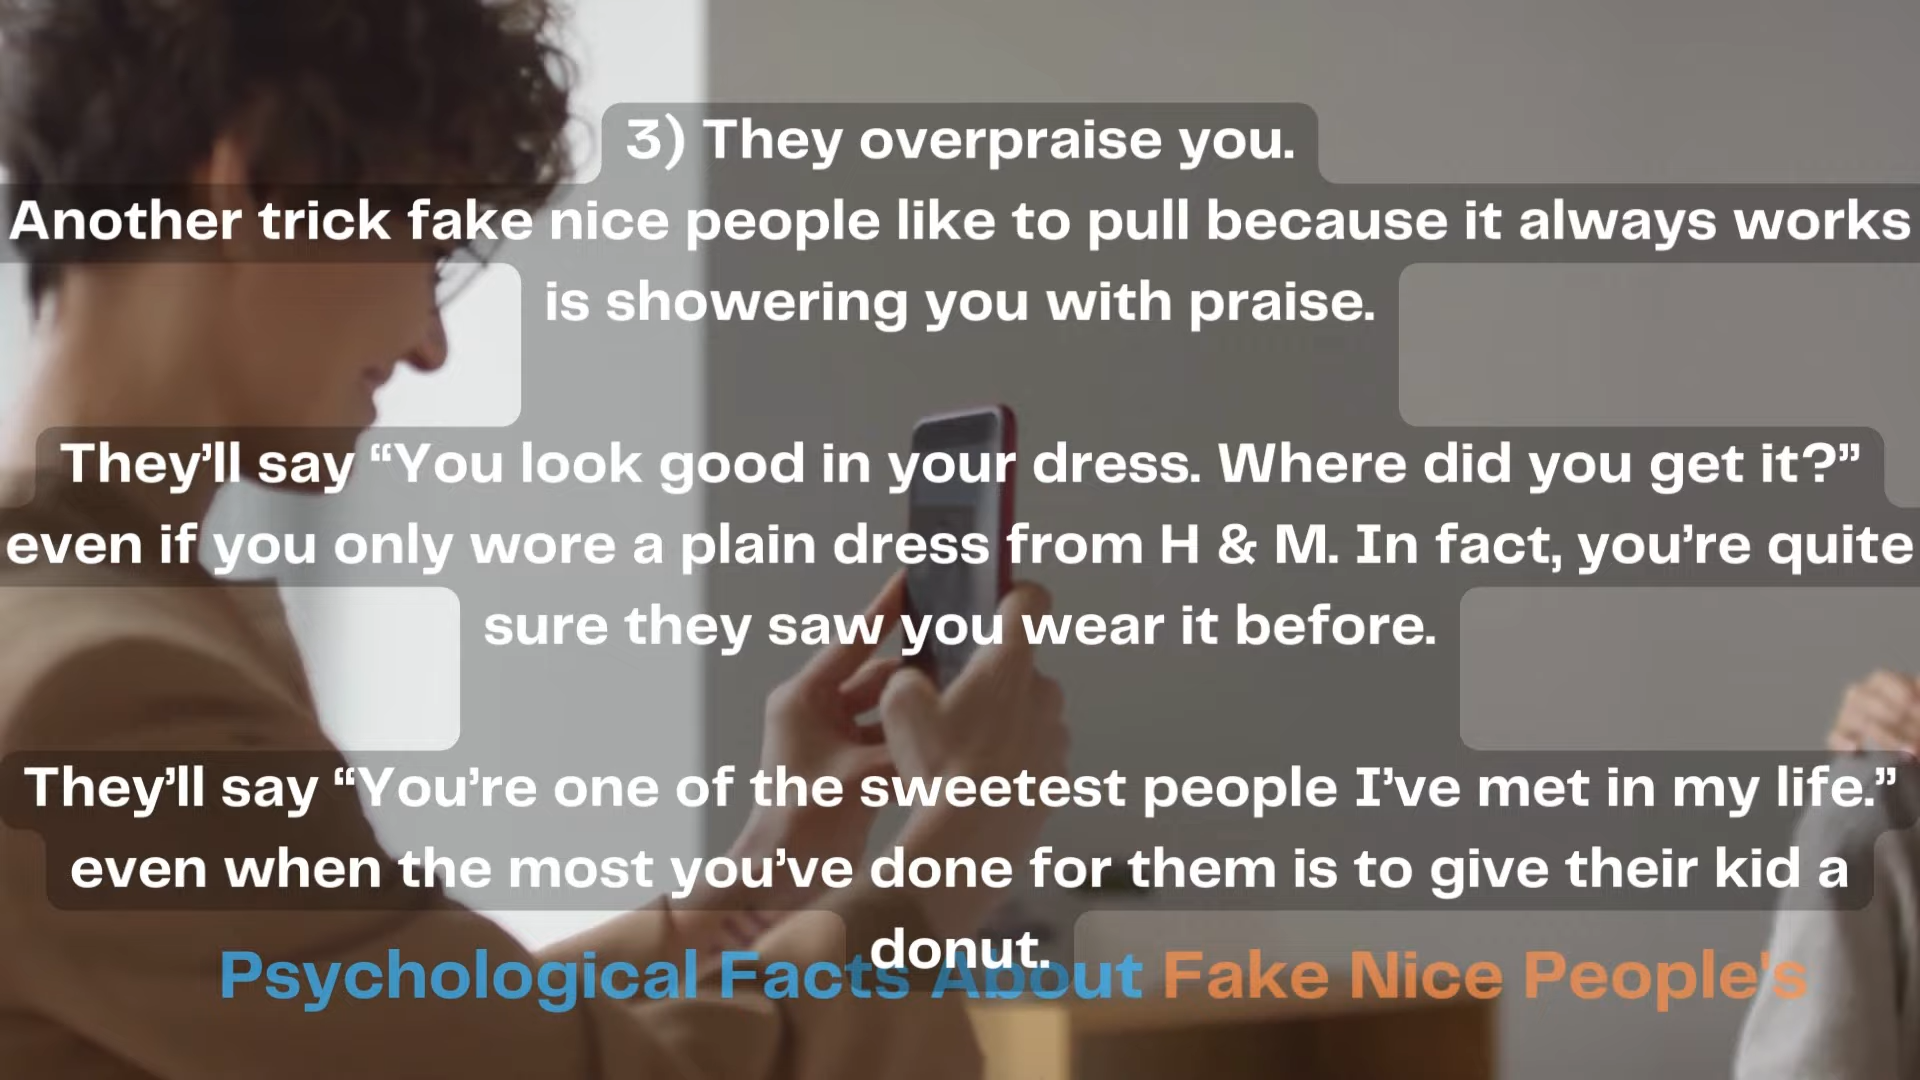 3) They overpraise you.
Another trick fake nice people like to pull because it always works
is showering you with praise.
They’ll say “You look good in your dress. Where did you get it?”
even if you only wore a plain dress from H & M. In fact, you’re quite
sure they saw you wear it before.
They’ll say “You’re one of the sweetest people I’ve met in my life.”
even when the most you’ve done for them is to give their kid a
donut.
Psychological Facts About Fake Nice People's